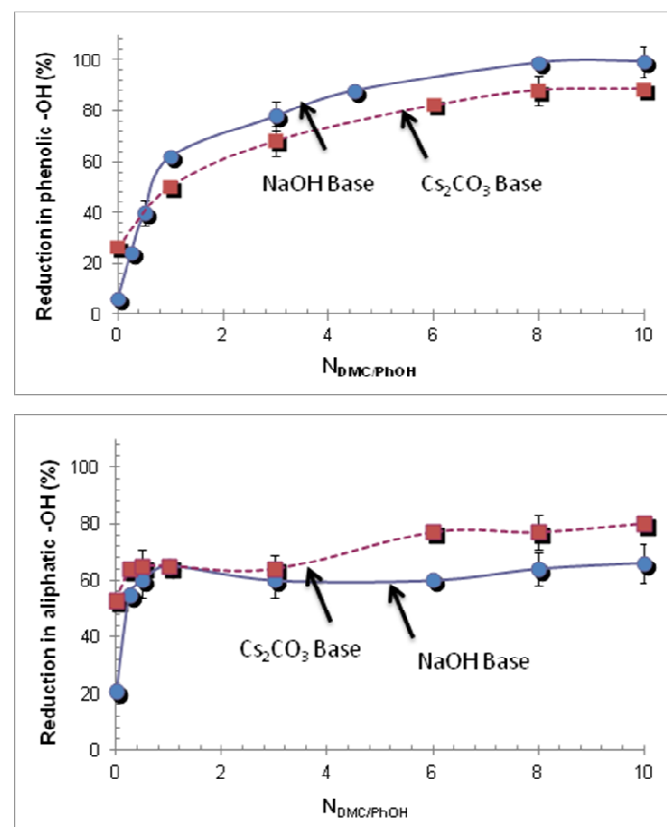 Reduction in phenolic -OH (%)
100
80
60
40
20
0
NaOH Base
Cs₂CO₃ Base
0 2 4 6 8 10
N_DMC/PhOH
Reduction in aliphatic -OH (%)
100
80
60
40
20
0
Cs₂CO₃ Base
NaOH Base
0 2 4 6 8 10
N_DMC/PhOH